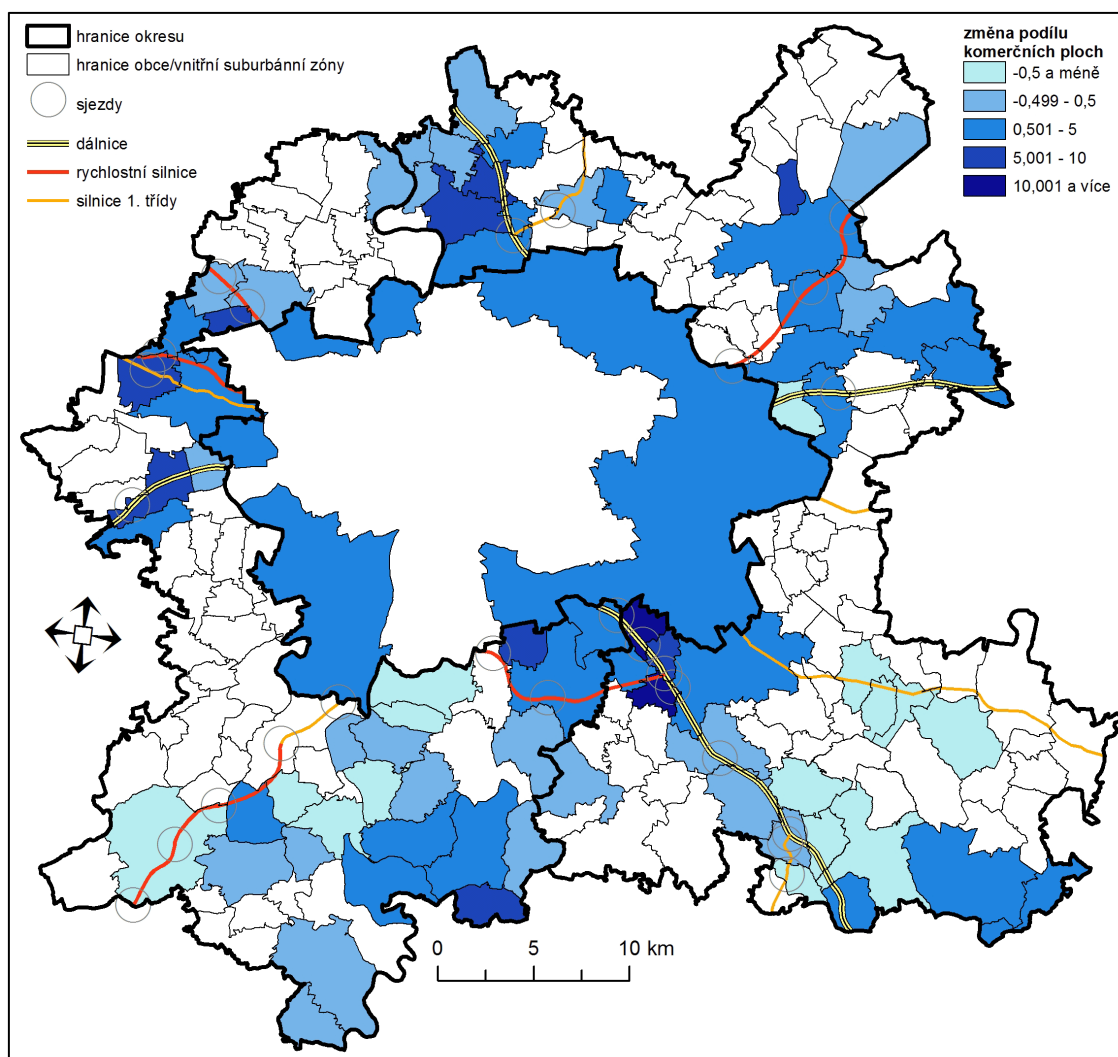 hranice okresu
hranice obce/vnitřní suburbánní zóny
sjezdy
dálnice
rychlostní silnice
silnice 1. třídy
změna podílu
komerčních ploch
-0,5 a méně
-0,499 - 0,5
0,501 - 5
5,001 - 10
10,001 a více
0 5 10 km